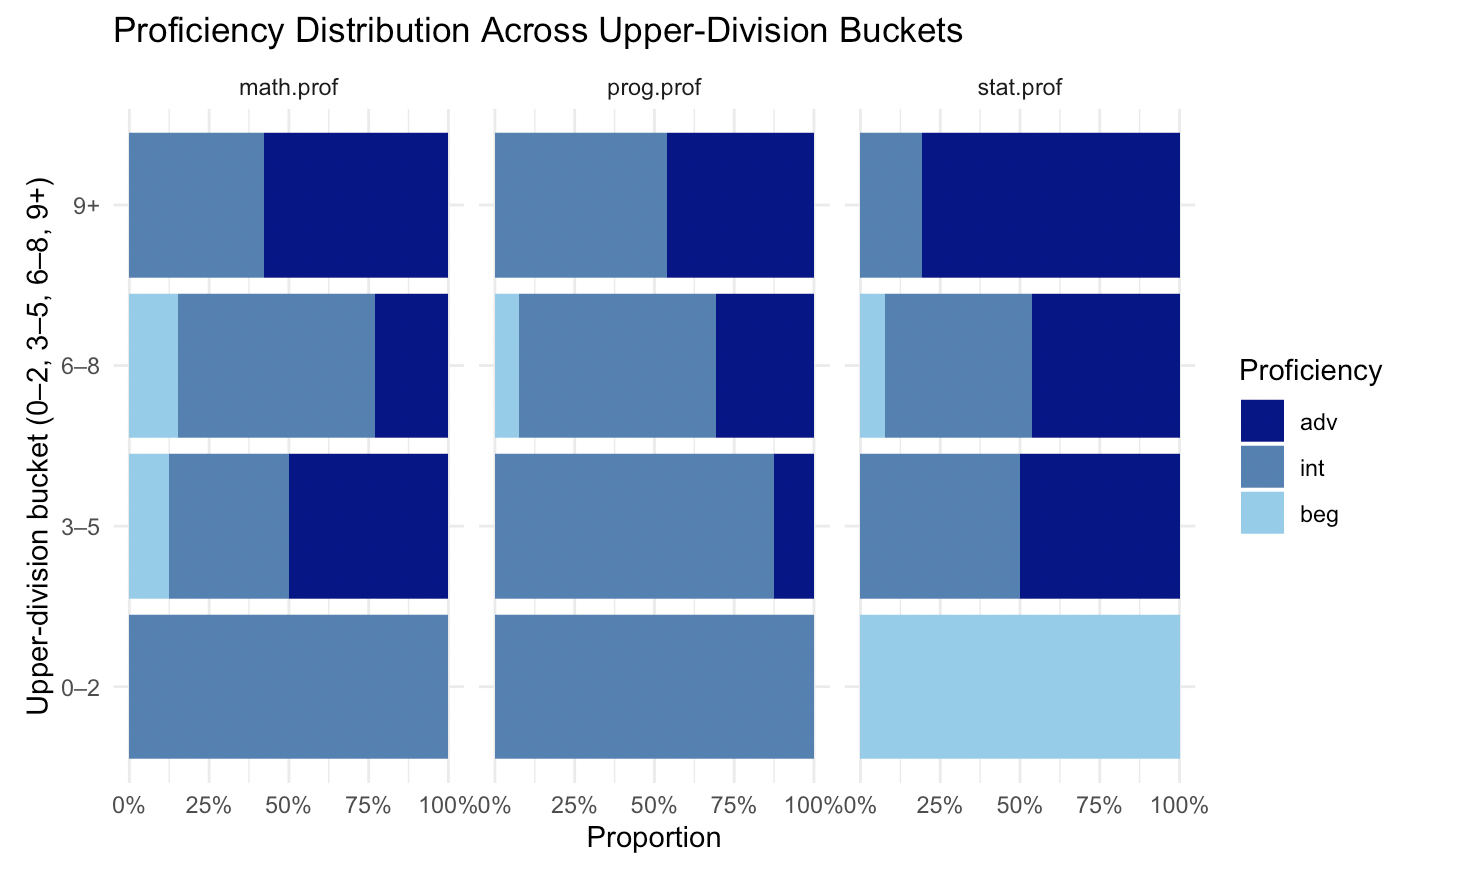 Proficiency Distribution Across Upper-Division Buckets
math.prof prog.prof stat.prof
Upper-division bucket (0–2, 3–5, 6–8, 9+)
9+
6–8
3–5
0–2
Proficiency
adv
int
beg
0% 25% 50% 75% 100% 0% 25% 50% 75% 100% 0% 25% 50% 75% 100%
Proportion